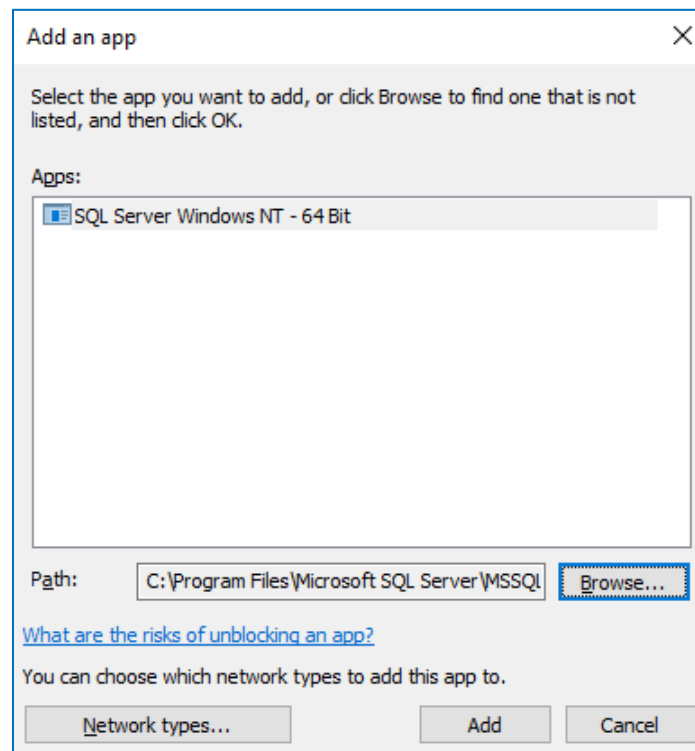 Add an app
Select the app you want to add, or click Browse to find one that is not
listed, and then click OK.
Apps:
SQL Server Windows NT - 64 Bit
Path:
C:\Program Files\Microsoft SQL Server\MSSQL
Browse...
What are the risks of unblocking an app?
You can choose which network types to add this app to.
Network types...
Add
Cancel